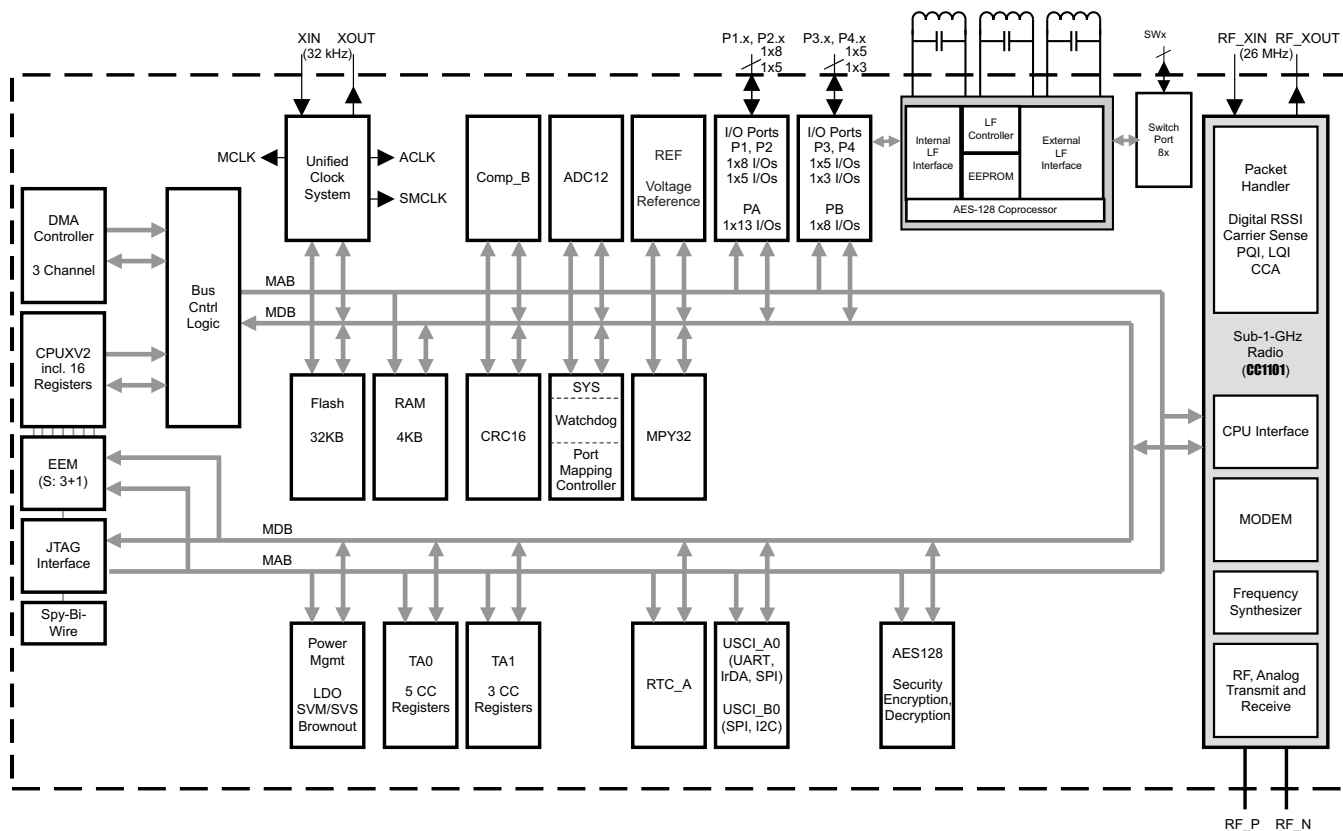 XIN XOUT
(32 kHz)
P1.x, P2.x
1x8
1x5
P3.x, P4.x
1x5
1x3
SWx
RF_XIN RF_XOUT
(26 MHz)
MCLK
Unified
Clock
System
ACLK
SMCLK
Comp_B
ADC12
REF
Voltage
Reference
I/O Ports
P1, P2
1x8 I/Os
1x5 I/Os
PA
1x13 I/Os
I/O Ports
P3, P4
1x5 I/Os
1x3 I/Os
PB
1x8 I/Os
Internal
LF
Interface
LF
Controller
EEPROM
External
LF
Interface
AES-128 Coprocessor
Switch
Port
8x
Packet
Handler
Digital RSSI
Carrier Sense
PQI, LQI
CCA
Sub-1-GHz
Radio
(CC1101)
CPU Interface
MODEM
Frequency
Synthesizer
RF, Analog
Transmit and
Receive
DMA
Controller
3 Channel
Bus
Cntrl
Logic
MAB
MDB
CPUXV2
incl. 16
Registers
EEM
(S: 3+1)
JTAG
Interface
Spy-Bi-
Wire
Flash
32KB
RAM
4KB
CRC16
SYS
Watchdog
Port
Mapping
Controller
MPY32
MDB
MAB
Power
Mgmt
LDO
SVM/SVS
Brownout
TA0
5 CC
Registers
TA1
3 CC
Registers
RTC_A
USCI_A0
(UART,
IrDA, SPI)
USCI_B0
(SPI, I2C)
AES128
Security
Encryption,
Decryption
RF_P RF_N